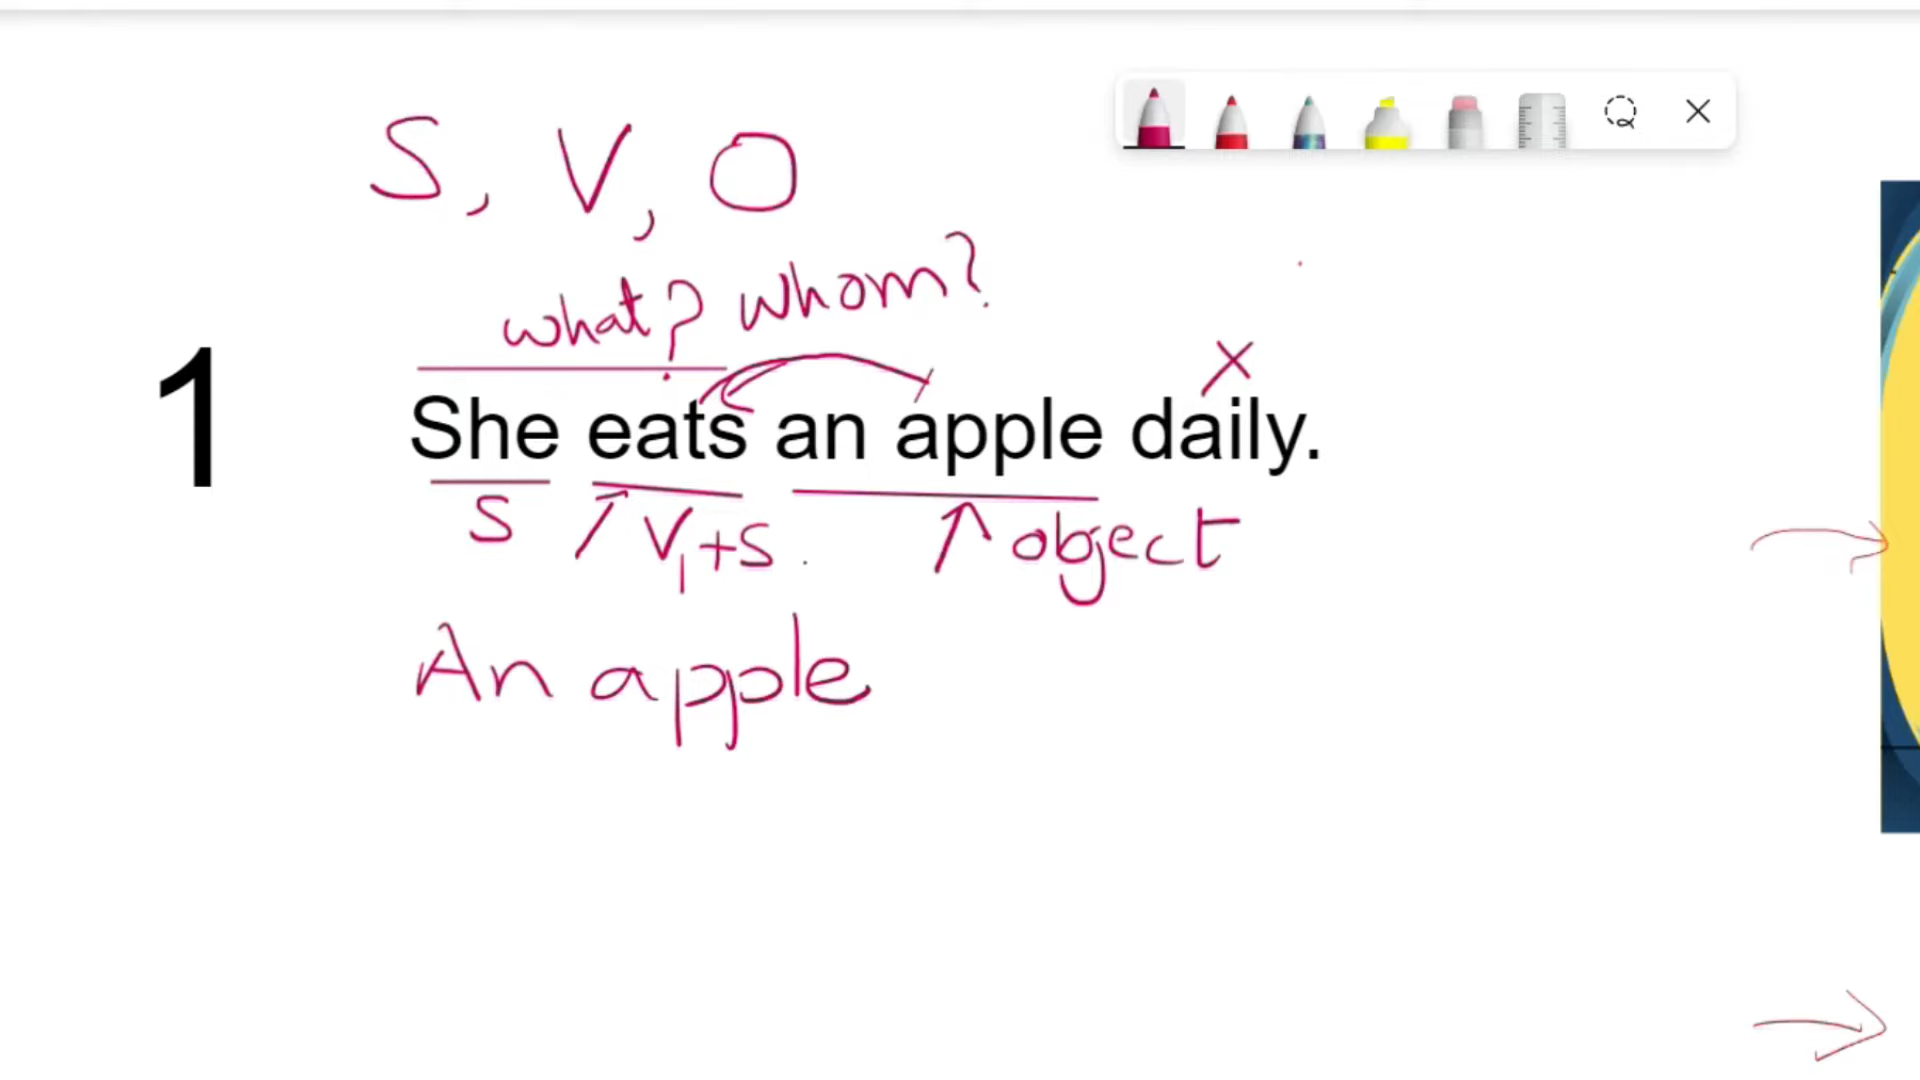 S, V, O
what? whom?
1
She eats an apple daily.
S V1+S. object
An apple